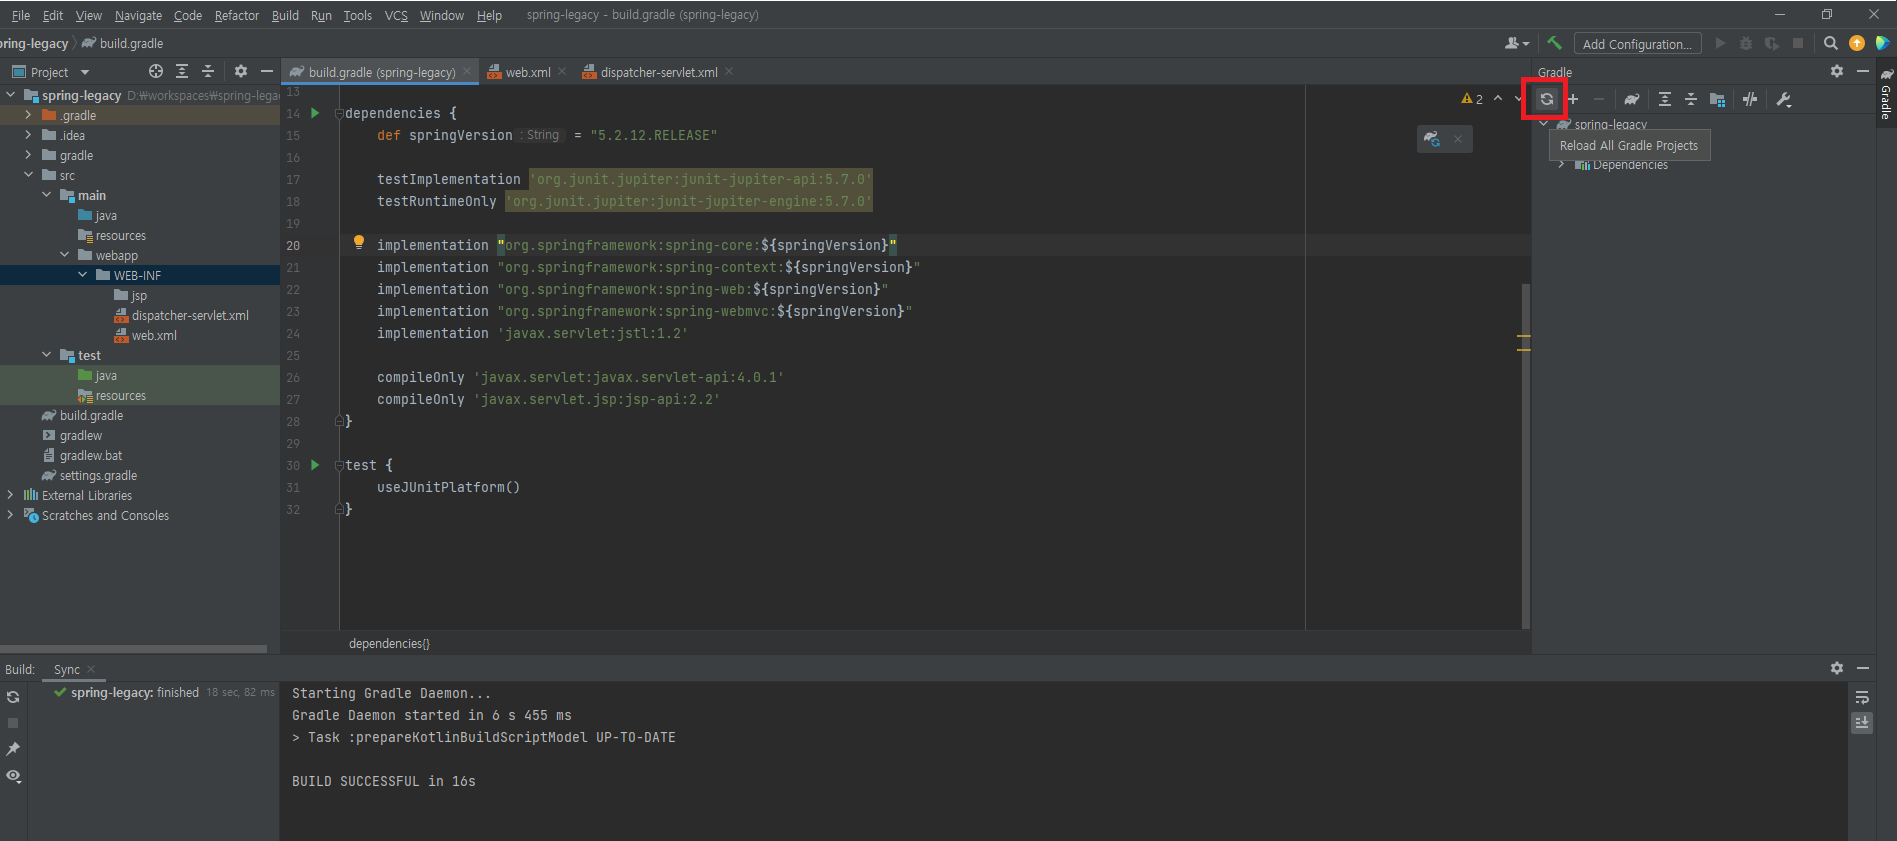 File Edit View Navigate Code Refactor Build Run Tools VCS Window Help spring-legacy - build.gradle (spring-legacy)
pring-legacy build.gradle
Add Configuration...
Project
build.gradle (spring-legacy) web.xml dispatcher-servlet.xml
Gradle
Gradle
spring-legacy D:₩workspaces₩spring-lega
.gradle
.idea
gradle
src
main
java
resources
webapp
WEB-INF
jsp
dispatcher-servlet.xml
web.xml
test
java
resources
build.gradle
gradlew
gradlew.bat
settings.gradle
External Libraries
Scratches and Consoles
2
13
14 dependencies {
15 def springVersion : String = "5.2.12.RELEASE"
16
17 testImplementation 'org.junit.jupiter:junit-jupiter-api:5.7.0'
18 testRuntimeOnly 'org.junit.jupiter:junit-jupiter-engine:5.7.0'
19
20 implementation "org.springframework:spring-core:${springVersion}"
21 implementation "org.springframework:spring-context:${springVersion}"
22 implementation "org.springframework:spring-web:${springVersion}"
23 implementation "org.springframework:spring-webmvc:${springVersion}"
24 implementation 'javax.servlet:jstl:1.2'
25
26 compileOnly 'javax.servlet:javax.servlet-api:4.0.1'
27 compileOnly 'javax.servlet.jsp:jsp-api:2.2'
28 }
29
30 test {
31 useJUnitPlatform()
32 }
dependencies{}
spring-legacy
Reload All Gradle Projects
Dependencies
Build: Sync
spring-legacy: finished 18 sec, 82 ms
Starting Gradle Daemon...
Gradle Daemon started in 6 s 455 ms
> Task :prepareKotlinBuildScriptModel UP-TO-DATE
BUILD SUCCESSFUL in 16s